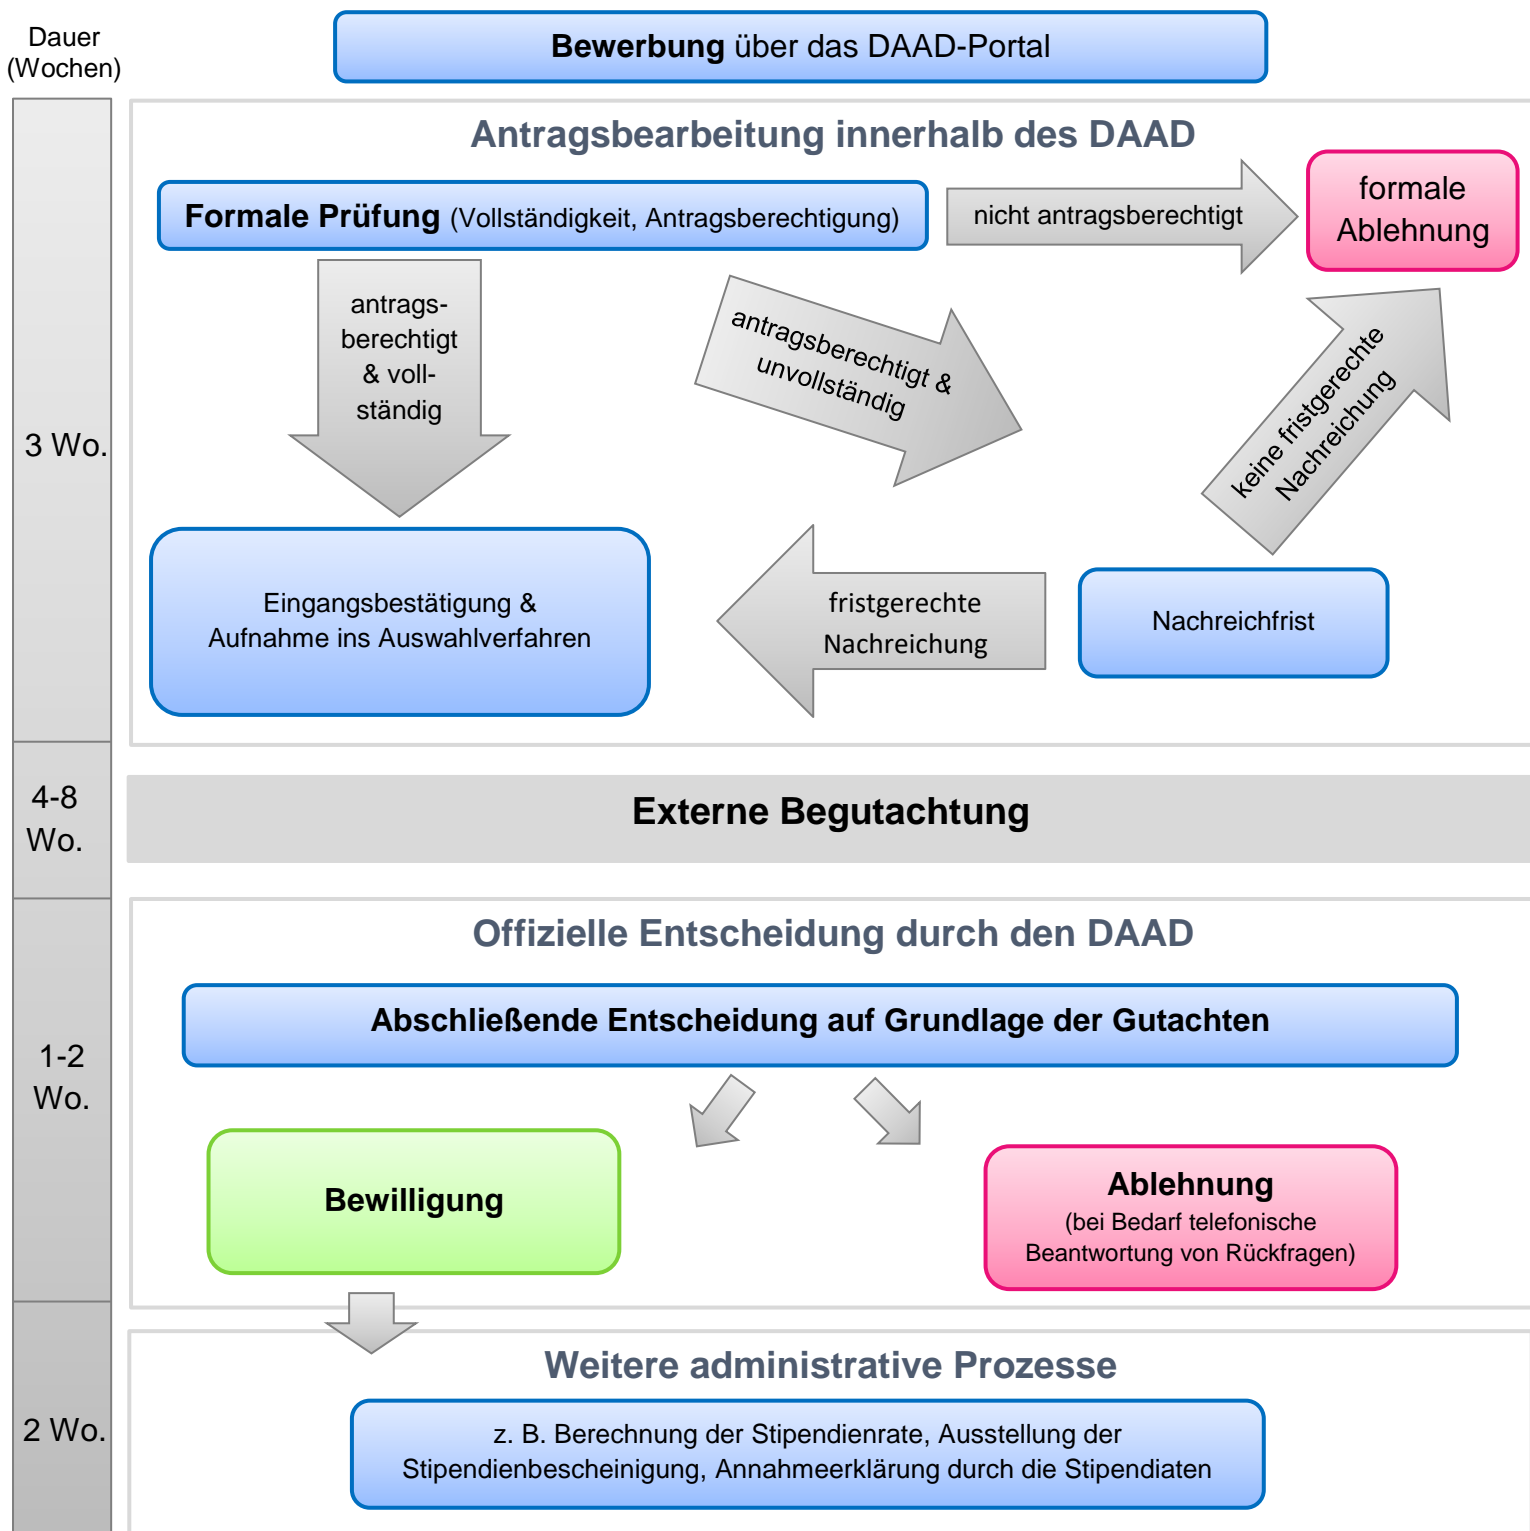 Dauer
(Wochen)
Bewerbung über das DAAD-Portal
Antragsbearbeitung innerhalb des DAAD
Formale Prüfung (Vollständigkeit, Antragsberechtigung)
nicht antragsberechtigt
formale
Ablehnung
antrags-
berechtigt
& voll-
ständig
antragsberechtigt &
unvollständig
keine fristgerechte
Nachreichung
3 Wo.
Eingangsbestätigung &
Aufnahme ins Auswahlverfahren
fristgerechte
Nachreichung
Nachreichfrist
4-8
Wo.
Externe Begutachtung
Offizielle Entscheidung durch den DAAD
Abschließende Entscheidung auf Grundlage der Gutachten
1-2
Wo.
Bewilligung
Ablehnung
(bei Bedarf telefonische
Beantwortung von Rückfragen)
Weitere administrative Prozesse
2 Wo.
z. B. Berechnung der Stipendienrate, Ausstellung der
Stipendienbescheinigung, Annahmeerklärung durch die Stipendiaten